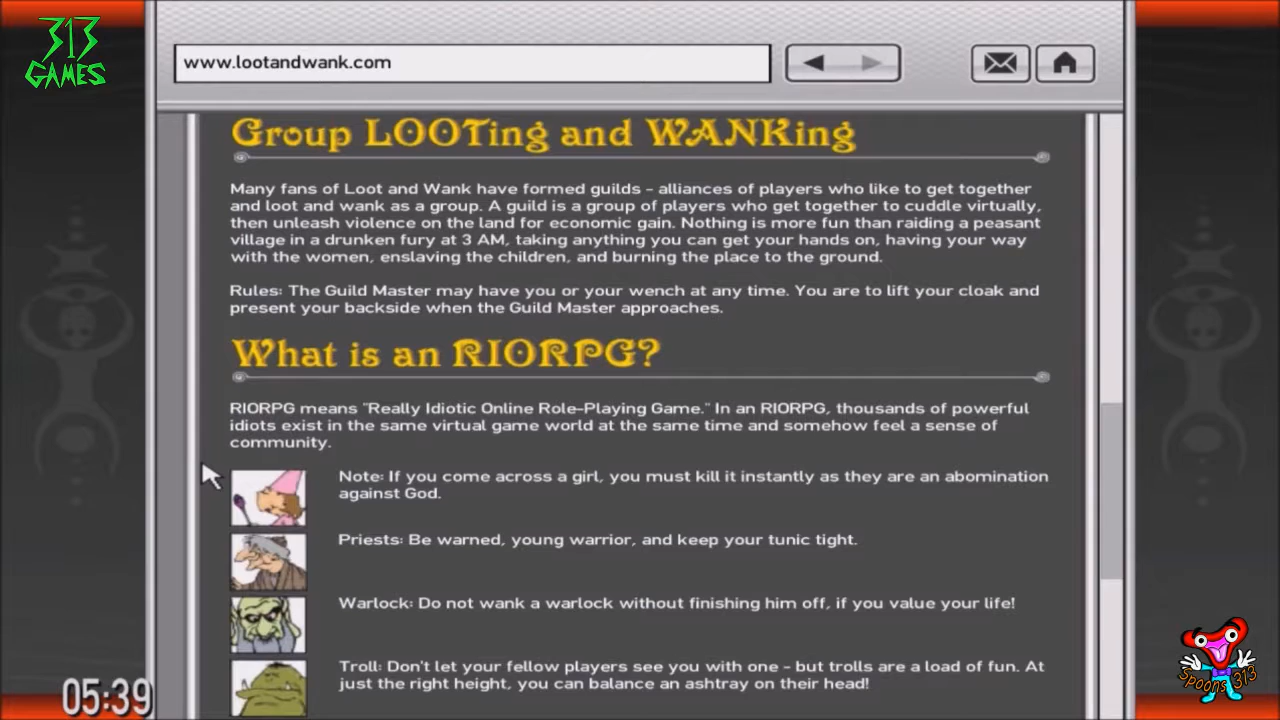 313
GAMES
www.lootandwank.com
Group LOOTing and WANKing
Many fans of Loot and Wank have formed guilds - alliances of players who like to get together
and loot and wank as a group. A guild is a group of players who get together to cuddle virtually,
then unleash violence on the land for economic gain. Nothing is more fun than raiding a peasant
village in a drunken fury at 3 AM, taking anything you can get your hands on, having your way
with the women, enslaving the children, and burning the place to the ground.
Rules: The Guild Master may have you or your wench at any time. You are to lift your cloak and
present your backside when the Guild Master approaches.
What is an RIORPG?
RIORPG means "Really Idiotic Online Role-Playing Game." In an RIORPG, thousands of powerful
idiots exist in the same virtual game world at the same time and somehow feel a sense of
community.
Note: If you come across a girl, you must kill it instantly as they are an abomination
against God.
Priests: Be warned, young warrior, and keep your tunic tight.
Warlock: Do not wank a warlock without finishing him off, if you value your life!
Troll: Don't let your fellow players see you with one - but trolls are a load of fun. At
just the right height, you can balance an ashtray on their head!
05:39
Spoons 313